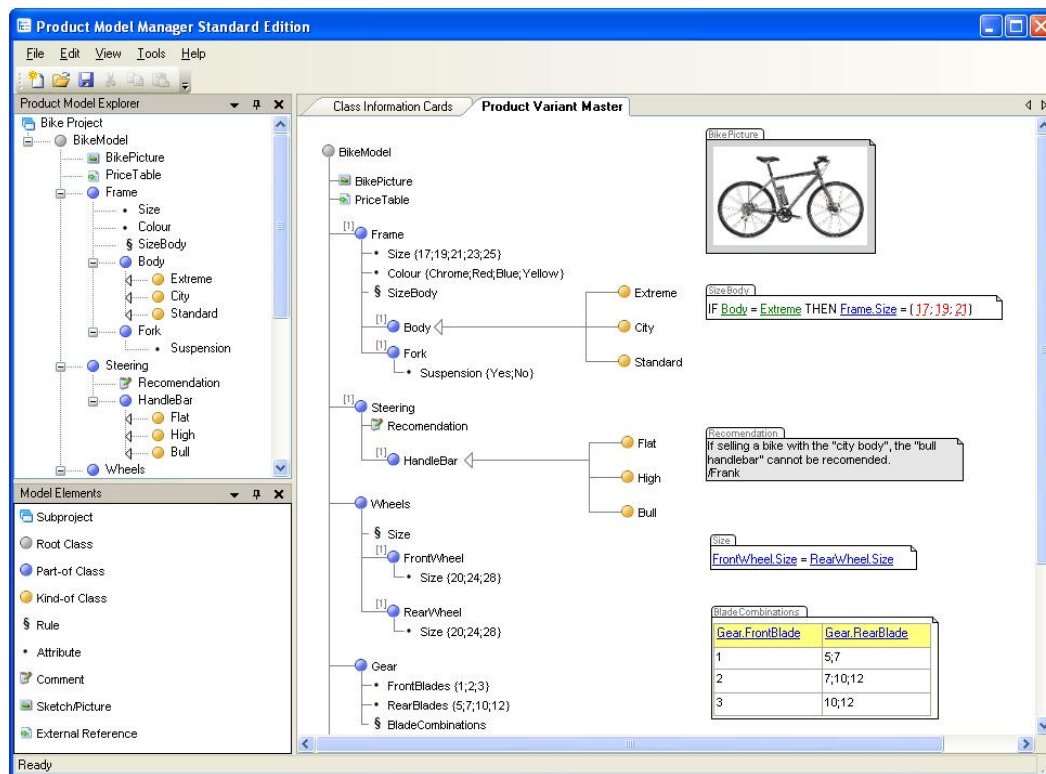 Product Model Manager Standard Edition
File Edit View Tools Help
Product Model Explorer
Bike Project
BikeModel
BikePicture
PriceTable
Frame
Size
Colour
§ SizeBody
Body
Extreme
City
Standard
Fork
Suspension
Steering
Recomendation
HandleBar
Flat
High
Bull
Wheels
Model Elements
Subproject
Root Class
Part-of Class
Kind-of Class
§ Rule
Attribute
Comment
Sketch/Picture
External Reference
Class Information Cards Product Variant Master
BikeModel
BikePicture
PriceTable
[1] Frame
Size {17;19;21;23;25}
Colour {Chrome;Red;Blue;Yellow}
§ SizeBody
[1] Body
Extreme
City
Standard
[1] Fork
Suspension {Yes;No}
[1] Steering
Recomendation
[1] HandleBar
Flat
High
Bull
Wheels
§ Size
[1] FrontWheel
Size {20;24;28}
[1] RearWheel
Size {20;24;28}
Gear
FrontBlades {1;2;3}
RearBlades {5;7;10;12}
§ BladeCombinations
BikePicture
SizeBody
IF Body = Extreme THEN Frame.Size = ( 17; 19; 21)
Recomendation
If selling a bike with the "city body", the "bull
handlebar" cannot be recomended.
/Frank
Size
FrontWheel.Size = RearWheel.Size
BladeCombinations
Gear.FrontBlade Gear.RearBlade
1 5;7
2 7;10;12
3 10;12
Ready